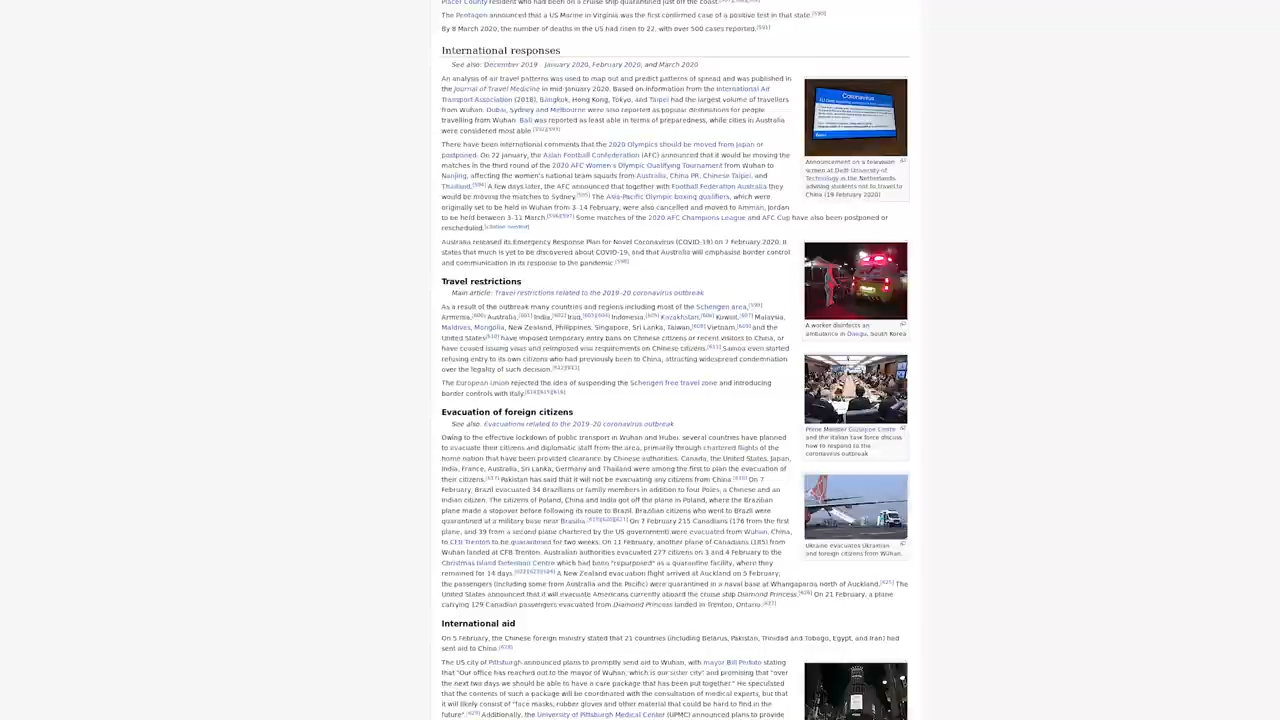 Placer County resident who had been on a cruise ship quarantined just off the coast.
The Pentagon announced that a US Marine in Virginia was the first confirmed case of a positive test in that state.[590]
By 8 March 2020, the number of deaths in the US had risen to 22, with over 500 cases reported.[591]
International responses
See also: December 2019 – January 2020, February 2020, and March 2020
An analysis of air travel patterns was used to map out and predict patterns of spread and was published in
the Journal of Travel Medicine in mid-January 2020. Based on information from the International Air
Transport Association (2018), Bangkok, Hong Kong, Tokyo, and Taipei had the largest volume of travellers
from Wuhan. Dubai, Sydney and Melbourne were also reported as popular destinations for people
travelling from Wuhan. Bali was reported as least able in terms of preparedness, while cities in Australia
were considered most able.[592][593]
There have been international comments that the 2020 Olympics should be moved from Japan or
postponed. On 22 January, the Asian Football Confederation (AFC) announced that it would be moving the
matches in the third round of the 2020 AFC Women's Olympic Qualifying Tournament from Wuhan to
Nanjing, affecting the women's national team squads from Australia, China PR, Chinese Taipei, and
Thailand.[594] A few days later, the AFC announced that together with Football Federation Australia they
would be moving the matches to Sydney.[595] The Asia-Pacific Olympic boxing qualifiers, which were
originally set to be held in Wuhan from 3–14 February, were also cancelled and moved to Amman, Jordan
to be held between 3–11 March.[596][597] Some matches of the 2020 AFC Champions League and AFC Cup have also been postponed or
rescheduled.[citation needed]
Coronavirus
Announcement on a television
screen at Delft University of
Technology in the Netherlands
advising students not to travel to
China (19 February 2020)
Australia released its Emergency Response Plan for Novel Coronavirus (COVID-19) on 7 February 2020. It
states that much is yet to be discovered about COVID-19, and that Australia will emphasise border control
and communication in its response to the pandemic.[598]
A worker disinfects an
ambulance in Daegu, South Korea
Travel restrictions
Main article: Travel restrictions related to the 2019–20 coronavirus outbreak
As a result of the outbreak many countries and regions including most of the Schengen area,[599]
Armenia,[600] Australia,[601] India,[602] Iraq,[603][604] Indonesia,[605] Kazakhstan,[606] Kuwait,[607] Malaysia,
Maldives, Mongolia, New Zealand, Philippines, Singapore, Sri Lanka, Taiwan,[608] Vietnam,[609] and the
United States[610] have imposed temporary entry bans on Chinese citizens or recent visitors to China, or
have ceased issuing visas and reimposed visa requirements on Chinese citizens.[611] Samoa even started
refusing entry to its own citizens who had previously been to China, attracting widespread condemnation
over the legality of such decision.[612][613]
The European Union rejected the idea of suspending the Schengen free travel zone and introducing
border controls with Italy.[614][615][616]
Prime Minister Giuseppe Conte
and the Italian task force discuss
how to respond to the
coronavirus outbreak
Evacuation of foreign citizens
See also: Evacuations related to the 2019–20 coronavirus outbreak
Owing to the effective lockdown of public transport in Wuhan and Hubei, several countries have planned
to evacuate their citizens and diplomatic staff from the area, primarily through chartered flights of the
home nation that have been provided clearance by Chinese authorities. Canada, the United States, Japan,
India, France, Australia, Sri Lanka, Germany and Thailand were among the first to plan the evacuation of
their citizens.[617] Pakistan has said that it will not be evacuating any citizens from China.[618] On 7
February, Brazil evacuated 34 Brazilians or family members in addition to four Poles, a Chinese and an
Indian citizen. The citizens of Poland, China and India got off the plane in Poland, where the Brazilian
plane made a stopover before following its route to Brazil. Brazilian citizens who went to Brazil were
quarantined at a military base near Brasília.[619][620][621] On 7 February 215 Canadians (176 from the first
plane, and 39 from a second plane chartered by the US government) were evacuated from Wuhan, China,
to CFB Trenton to be quarantined for two weeks. On 11 February, another plane of Canadians (185) from
Wuhan landed at CFB Trenton. Australian authorities evacuated 277 citizens on 3 and 4 February to the
Christmas Island Detention Centre which had been "repurposed" as a quarantine facility, where they
remained for 14 days.[622][623][624] A New Zealand evacuation flight arrived at Auckland on 5 February,
the passengers (including some from Australia and the Pacific) were quarantined in a naval base at Whangaparoa north of Auckland.[625] The
United States announced that it will evacuate Americans currently aboard the cruise ship Diamond Princess.[626] On 21 February, a plane
carrying 129 Canadian passengers evacuated from Diamond Princess landed in Trenton, Ontario.[627]
Ukraine evacuates Ukrainian
and foreign citizens from Wuhan.
International aid
On 5 February, the Chinese foreign ministry stated that 21 countries (including Belarus, Pakistan, Trinidad and Tobago, Egypt, and Iran) had
sent aid to China.[628]
The US city of Pittsburgh announced plans to promptly send aid to Wuhan, with mayor Bill Peduto stating
that "Our office has reached out to the mayor of Wuhan, which is our sister city" and promising that "over
the next two days we should be able to have a care package that has been put together." He speculated
that the contents of such a package will be coordinated with the consultation of medical experts, but that
it will likely consist of "face masks, rubber gloves and other material that could be hard to find in the
future".[629] Additionally, the University of Pittsburgh Medical Center (UPMC) announced plans to provide